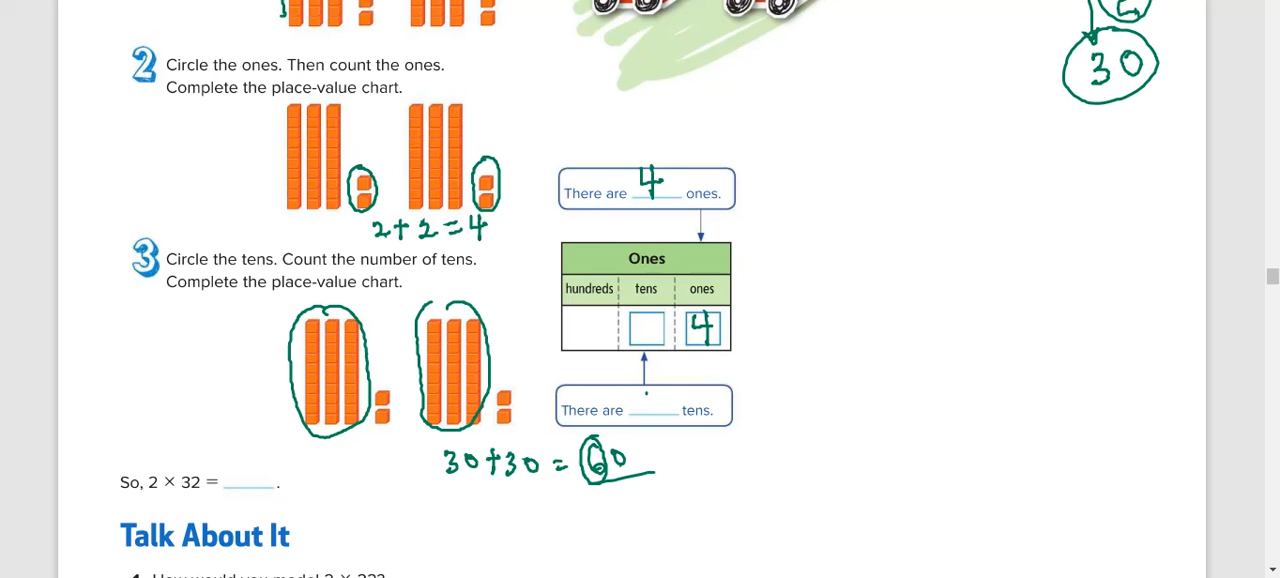 30
2 Circle the ones. Then count the ones.
Complete the place-value chart.
There are 4 ones.
2 + 2 = 4
3 Circle the tens. Count the number of tens.
Complete the place-value chart.
Ones
hundreds tens ones
4
There are ______ tens.
30 + 30 = 60
So, 2 × 32 = ______ .
Talk About It